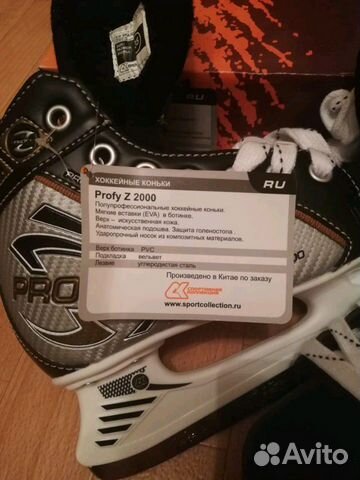 RU
ХОККЕЙНЫЕ КОНЬКИ
RU
Profy Z 2000
Полупрофессиональные хоккейные коньки.
Мягкие вставки (EVA) в ботинке.
Верх – искусственная кожа.
Анатомическая подошва. Защита голеностопа.
Ударопрочный носок из композитных материалов.
Верх ботинка PVC
Подкладка вельвет
Лезвие углеродистая сталь
Произведено в Китае по заказу
СПОРТИВНАЯ КОЛЛЕКЦИЯ
www.sportcollection.ru
PRO
Avito